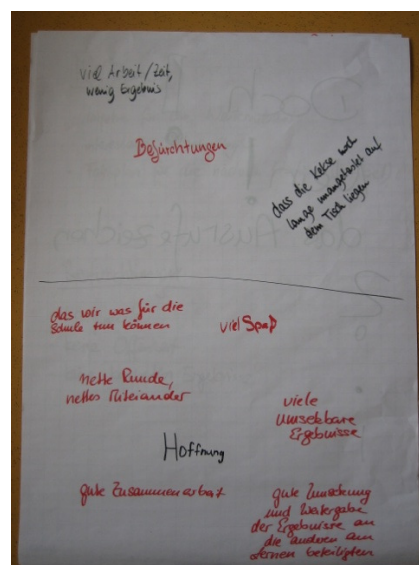 viel Arbeit/Zeit,
wenig Ergebnis
Befürchtungen
dass die Kekse noch
lange unangetastet auf
dem Tisch liegen
das wir was für die
Schule tun können
viel Spaß
nette Runde,
nettes Miteiander
viele
umsetzbare
Ergebnisse
Hoffnung
gute Zusammenarbeit
gute Umsetzung
und Weitergabe
der Ergebnisse an
die anderen am
lernen beteiligten